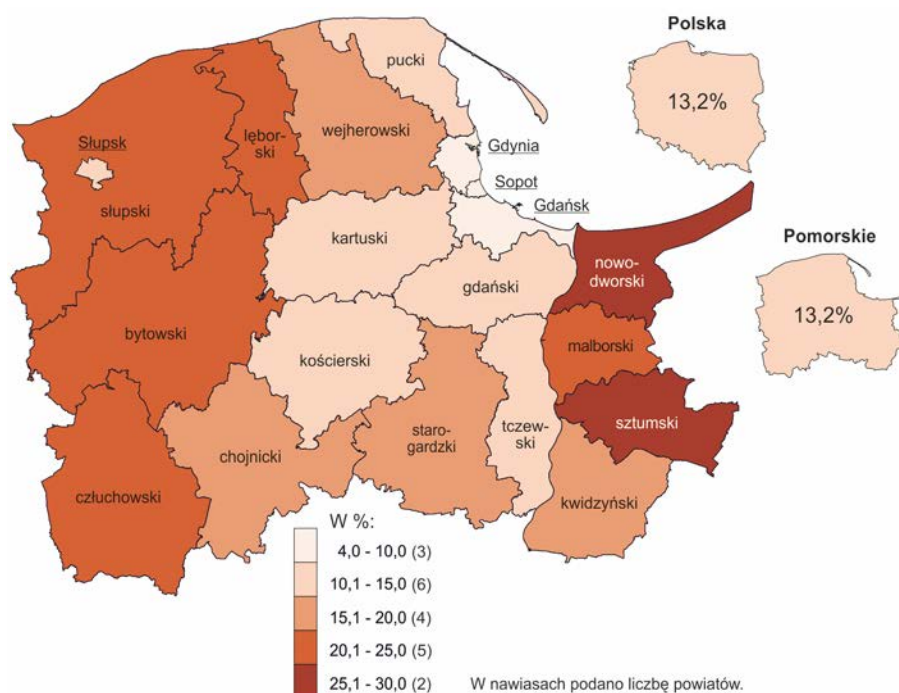 Polska
13,2%
pucki
lębor-
ski
wejherowski
Słupsk
Gdynia
Sopot
Gdańsk
słupski
kartuski
gdański
nowo-
dworski
Pomorskie
13,2%
bytowski
kościerski
malborski
staro-
gardzki
tczew-
ski
sztumski
chojnicki
człuchowski
kwidzyński
W %:
4,0 - 10,0 (3)
10,1 - 15,0 (6)
15,1 - 20,0 (4)
20,1 - 25,0 (5)
25,1 - 30,0 (2)
W nawiasach podano liczbę powiatów.